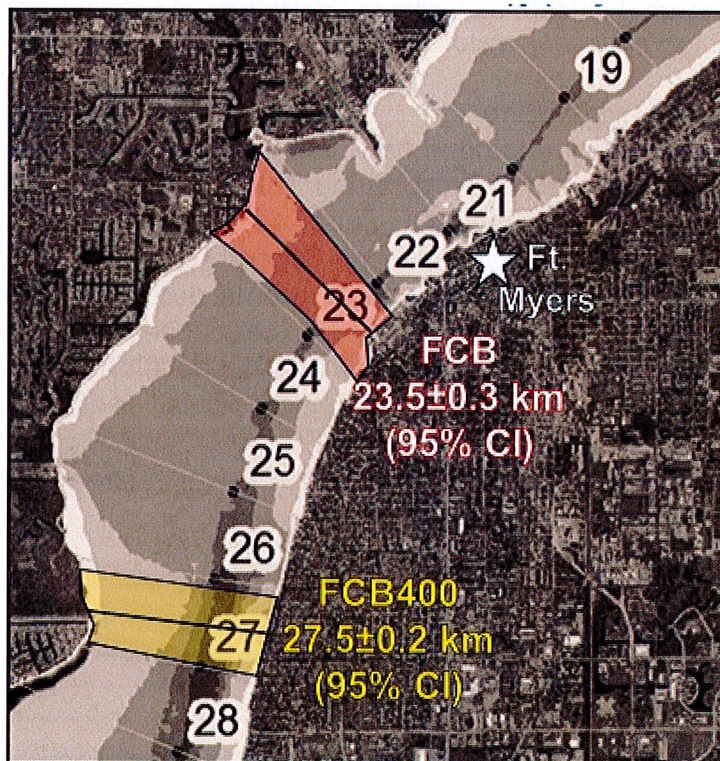 19
21
22
Ft.
Myers
23
FCB
23.5±0.3 km
(95% CI)
24
25
26
FCB400
27.5±0.2 km
(95% CI)
27
28